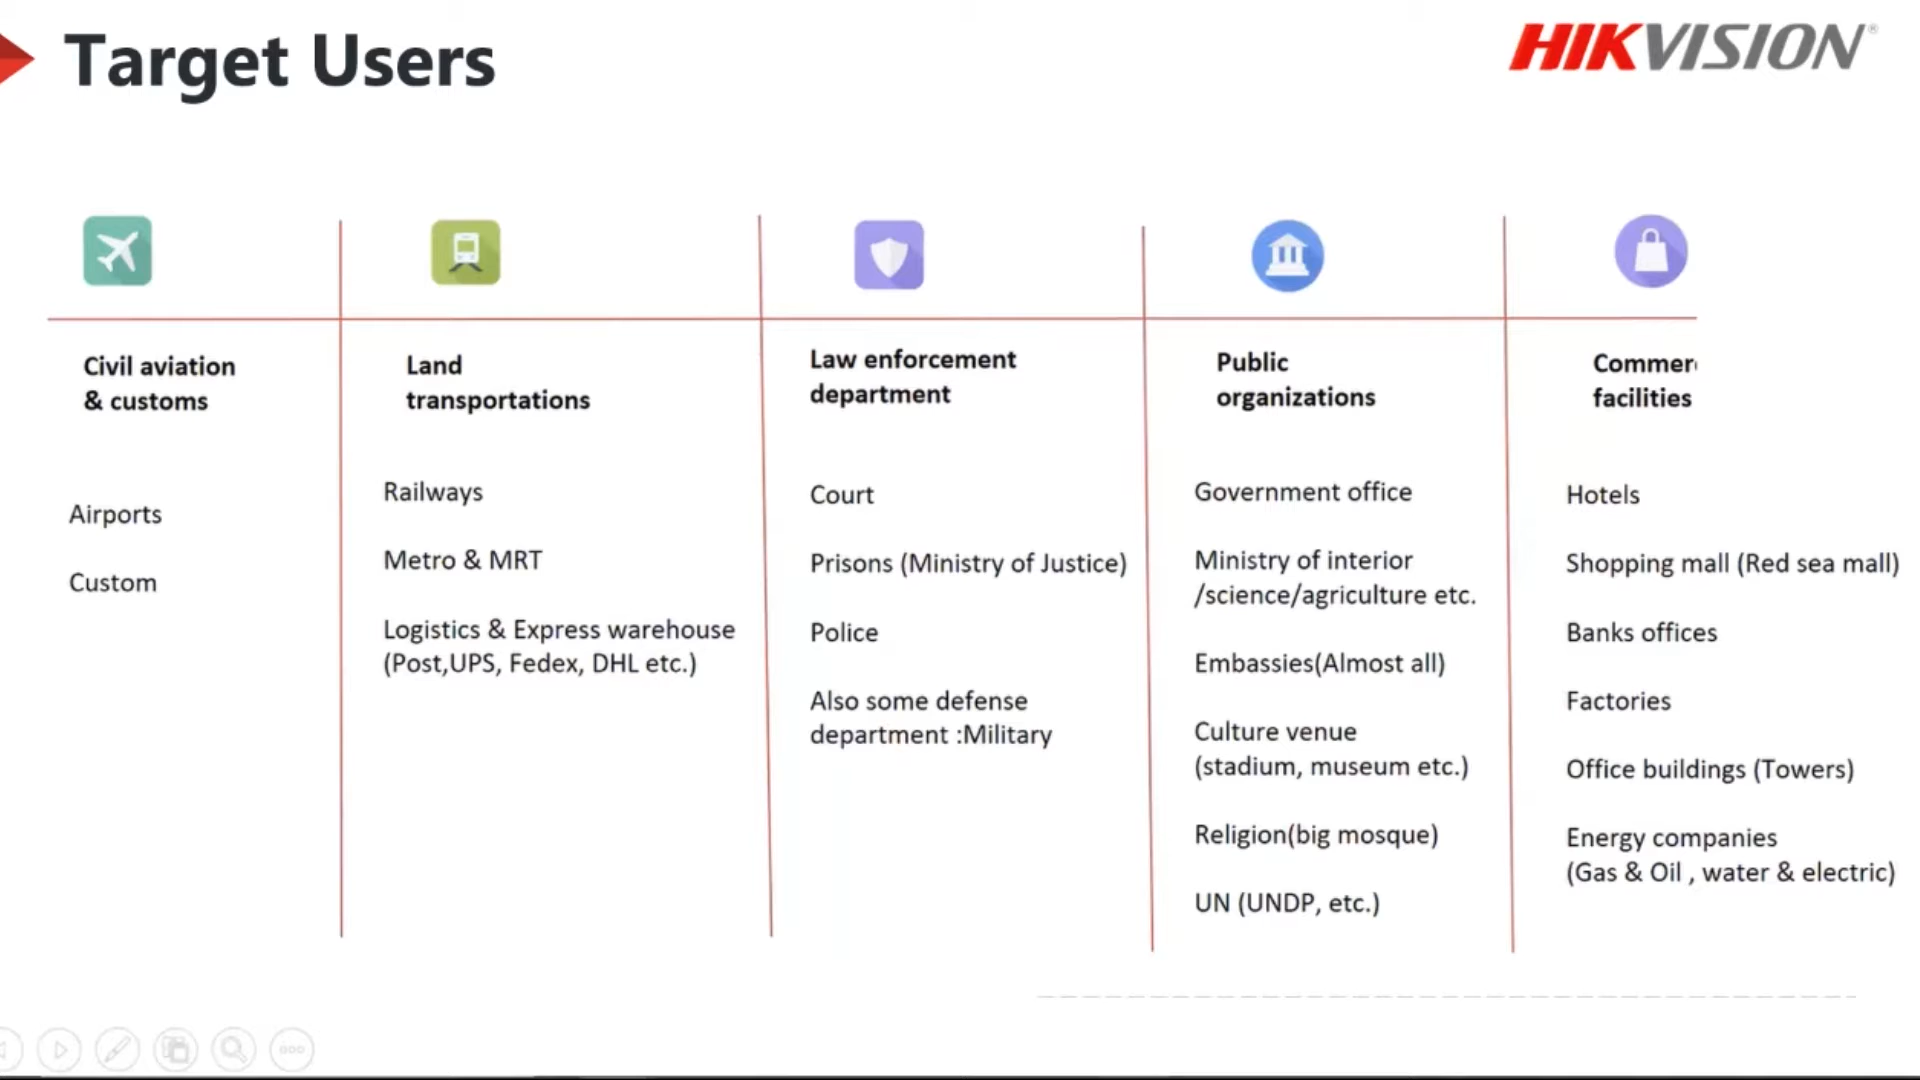 Target Users
HIKVISION®
Civil aviation
& customs
Airports
Custom
Land
transportations
Railways
Metro & MRT
Logistics & Express warehouse
(Post,UPS, Fedex, DHL etc.)
Law enforcement
department
Court
Prisons (Ministry of Justice)
Police
Also some defense
department :Military
Public
organizations
Government office
Ministry of interior
/science/agriculture etc.
Embassies(Almost all)
Culture venue
(stadium, museum etc.)
Religion(big mosque)
UN (UNDP, etc.)
Commer
facilities
Hotels
Shopping mall (Red sea mall)
Banks offices
Factories
Office buildings (Towers)
Energy companies
(Gas & Oil , water & electric)